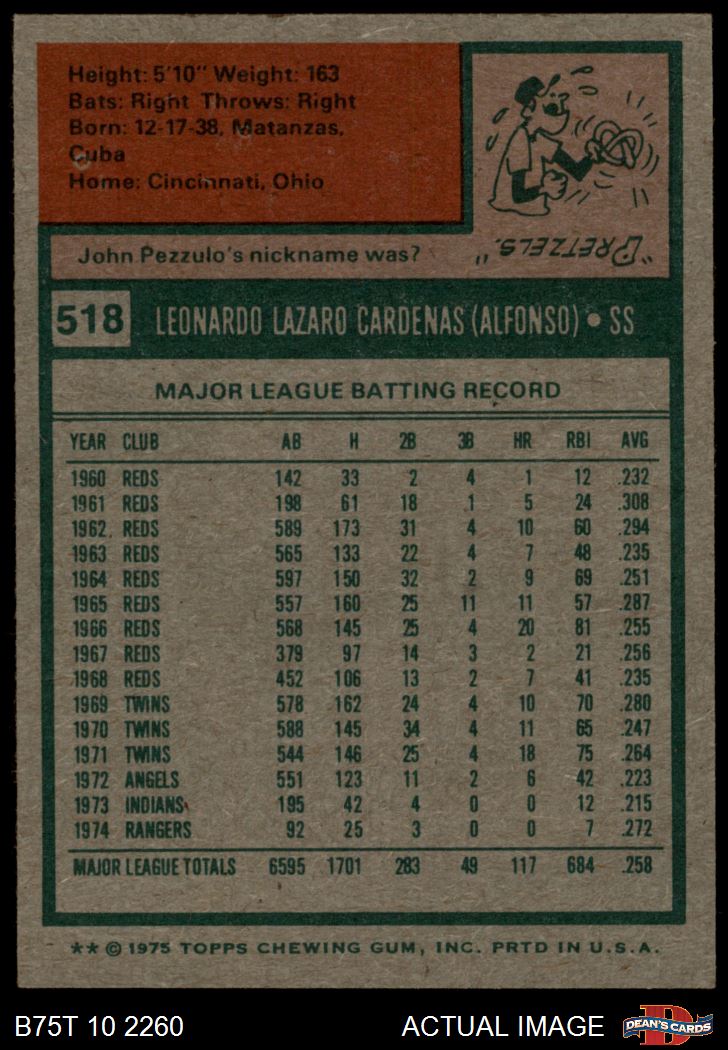 Height: 5'10" Weight: 163
Bats: Right Throws: Right
Born: 12-17-38, Matanzas,
Cuba
Home: Cincinnati, Ohio
John Pezzulo's nickname was?
"PRETZELS."
518 LEONARDO LAZARO CARDENAS (ALFONSO) • SS
MAJOR LEAGUE BATTING RECORD
YEAR CLUB AB H 2B 3B HR RBI AVG
1960 REDS 142 33 2 4 1 12 .232
1961 REDS 198 61 18 .1 5 24 .308
1962. REDS 589 173 31 4 10 60 .294
1963 REDS 565 133 22 4 7 48 .235
1964 REDS 597 150 32 2 9 69 .251
1965 REDS 557 160 25 11 11 57 .287
1966 REDS 568 145 25 4 20 81 .255
1967 REDS 379 97 14 3 2 21 .256
1968 REDS 452 106 13 2 7 41 .235
1969 TWINS 578 162 24 4 10 70 .280
1970 TWINS 588 145 34 4 11 65 .247
1971 TWINS 544 146 25 4 18 75 .264
1972 ANGELS 551 123 11 2 6 42 .223
1973 INDIANS 195 42 4 0 0 12 .215
1974 RANGERS 92 25 3 0 0 7 .272
MAJOR LEAGUE TOTALS 6595 1701 283 49 117 684 .258
** © 1975 TOPPS CHEWING GUM, INC. PRTD IN U.S.A.
B75T 10 2260 ACTUAL IMAGE D DEAN'S CARDS